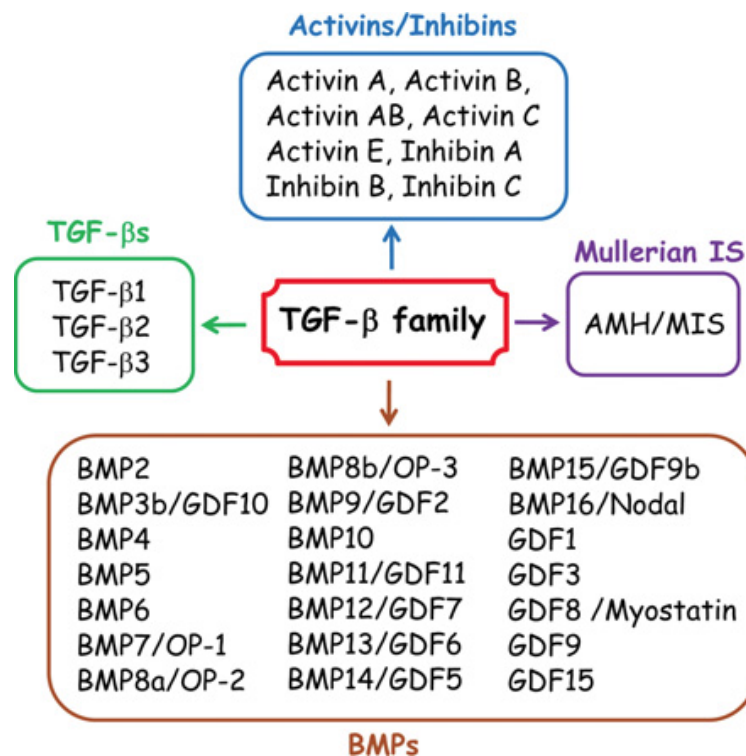 Activins/Inhibins
Activin A, Activin B,
Activin AB, Activin C
Activin E, Inhibin A
Inhibin B, Inhibin C
TGF-βs
TGF-β1
TGF-β2
TGF-β3
TGF-β family
Mullerian IS
AMH/MIS
BMP2
BMP3b/GDF10
BMP4
BMP5
BMP6
BMP7/OP-1
BMP8a/OP-2
BMP8b/OP-3
BMP9/GDF2
BMP10
BMP11/GDF11
BMP12/GDF7
BMP13/GDF6
BMP14/GDF5
BMP15/GDF9b
BMP16/Nodal
GDF1
GDF3
GDF8 /Myostatin
GDF9
GDF15
BMPs